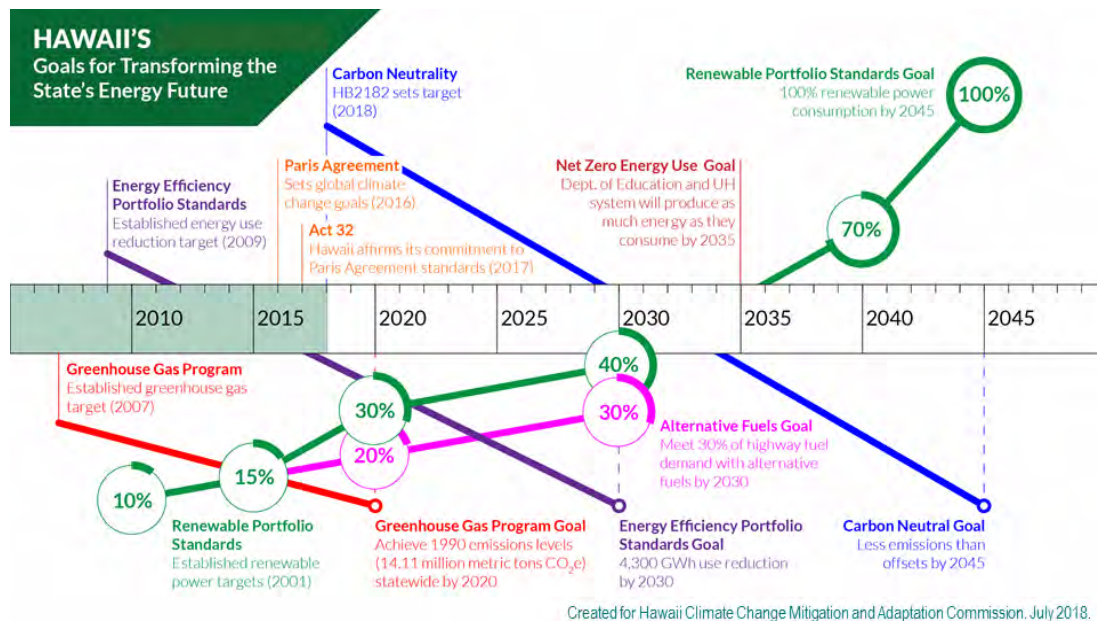 HAWAII'S
Goals for Transforming the
State's Energy Future
Carbon Neutrality
HB2182 sets target
(2018)
Renewable Portfolio Standards Goal
100% renewable power
consumption by 2045
100%
Energy Efficiency
Portfolio Standards
Established energy use
reduction target (2009)
Paris Agreement
Sets global climate
change goals (2016)
Act 32
Hawaii affirms its commitment to
Paris Agreement standards (2017)
Net Zero Energy Use Goal
Dept. of Education and UH
system will produce as
much energy as they
consume by 2035
70%
2010
2015
2020
2025
2030
2035
2040
2045
Greenhouse Gas Program
Established greenhouse gas
target (2007)
10%
15%
30%
20%
40%
30%
Alternative Fuels Goal
Meet 30% of highway fuel
demand with alternative
fuels by 2030
Renewable Portfolio
Standards
Established renewable
power targets (2001)
Greenhouse Gas Program Goal
Achieve 1990 emissions levels
(14.11 million metric tons CO₂e)
statewide by 2020
Energy Efficiency Portfolio
Standards Goal
4,300 GWh use reduction
by 2030
Carbon Neutral Goal
Less emissions than
offsets by 2045
Created for Hawaii Climate Change Mitigation and Adaptation Commission. July 2018.